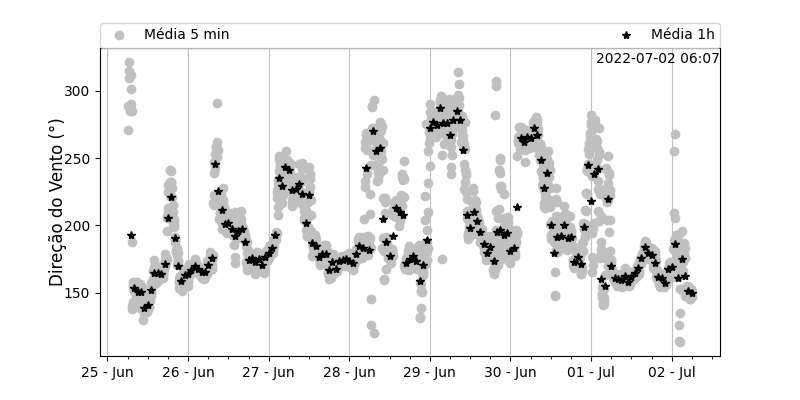 Média 5 min Média 1h
2022-07-02 06:07
Direção do Vento (°)
300
250
200
150
25 - Jun 26 - Jun 27 - Jun 28 - Jun 29 - Jun 30 - Jun 01 - Jul 02 - Jul